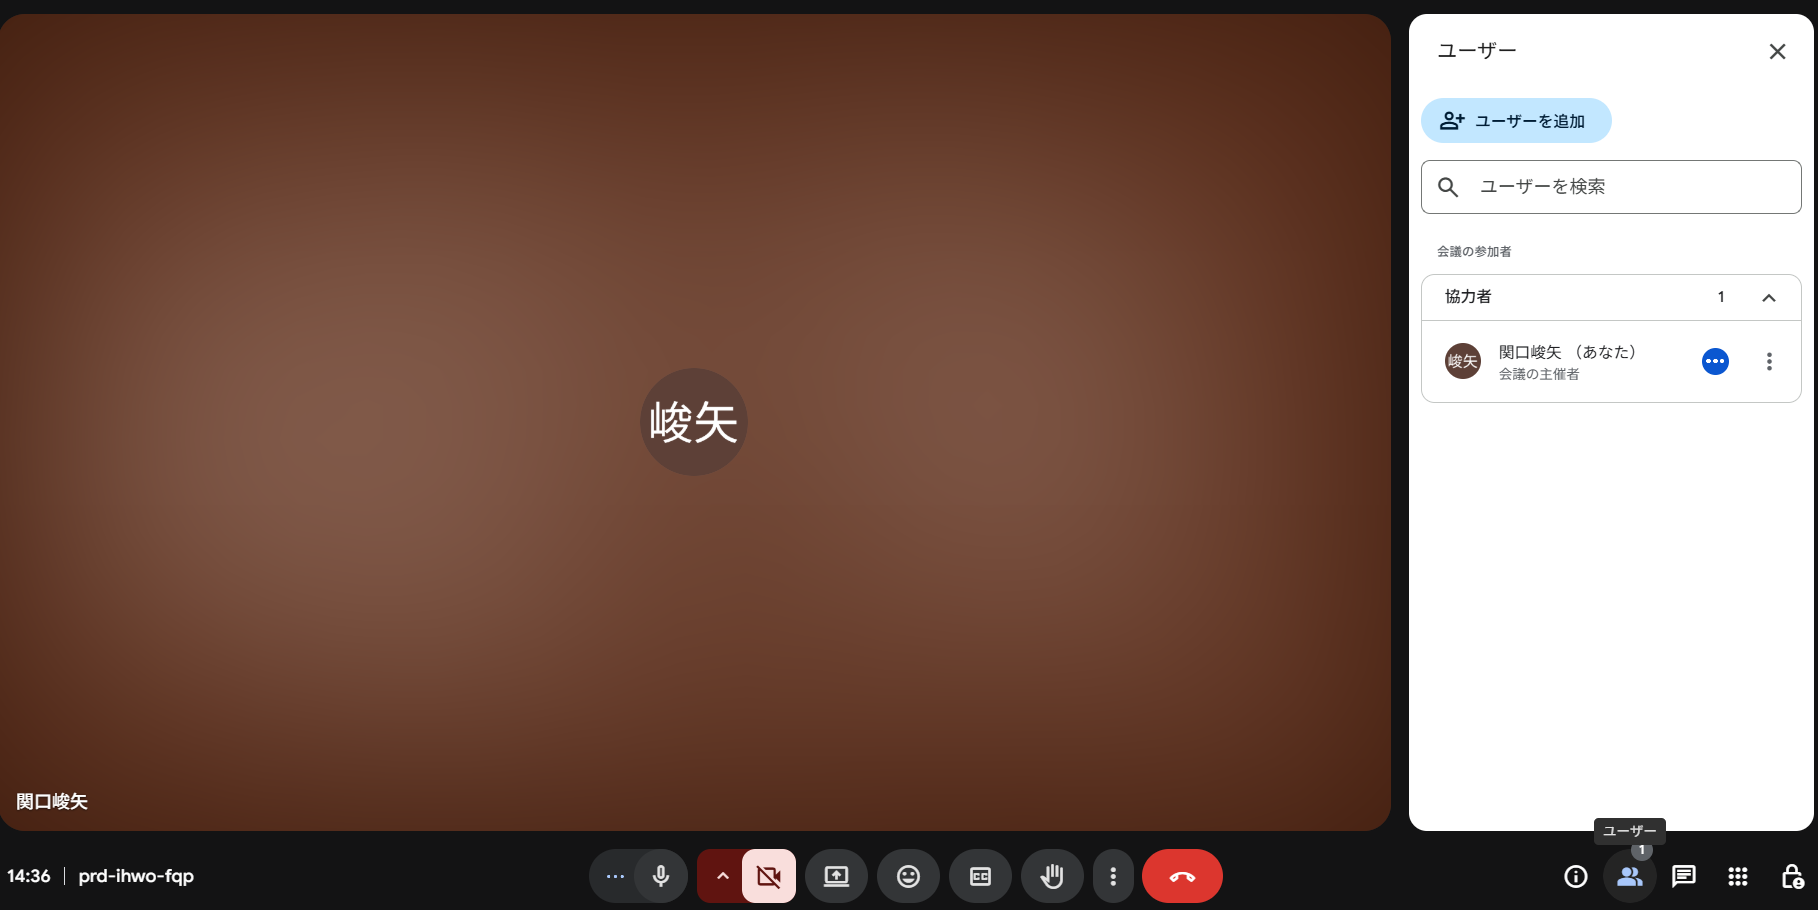 峻矢
関口峻矢
ユーザー
ユーザーを追加
ユーザーを検索
会議の参加者
協力者 1
峻矢
関口峻矢 （あなた）
会議の主催者
ユーザー
1
14:36 | prd-ihwo-fqp
CC